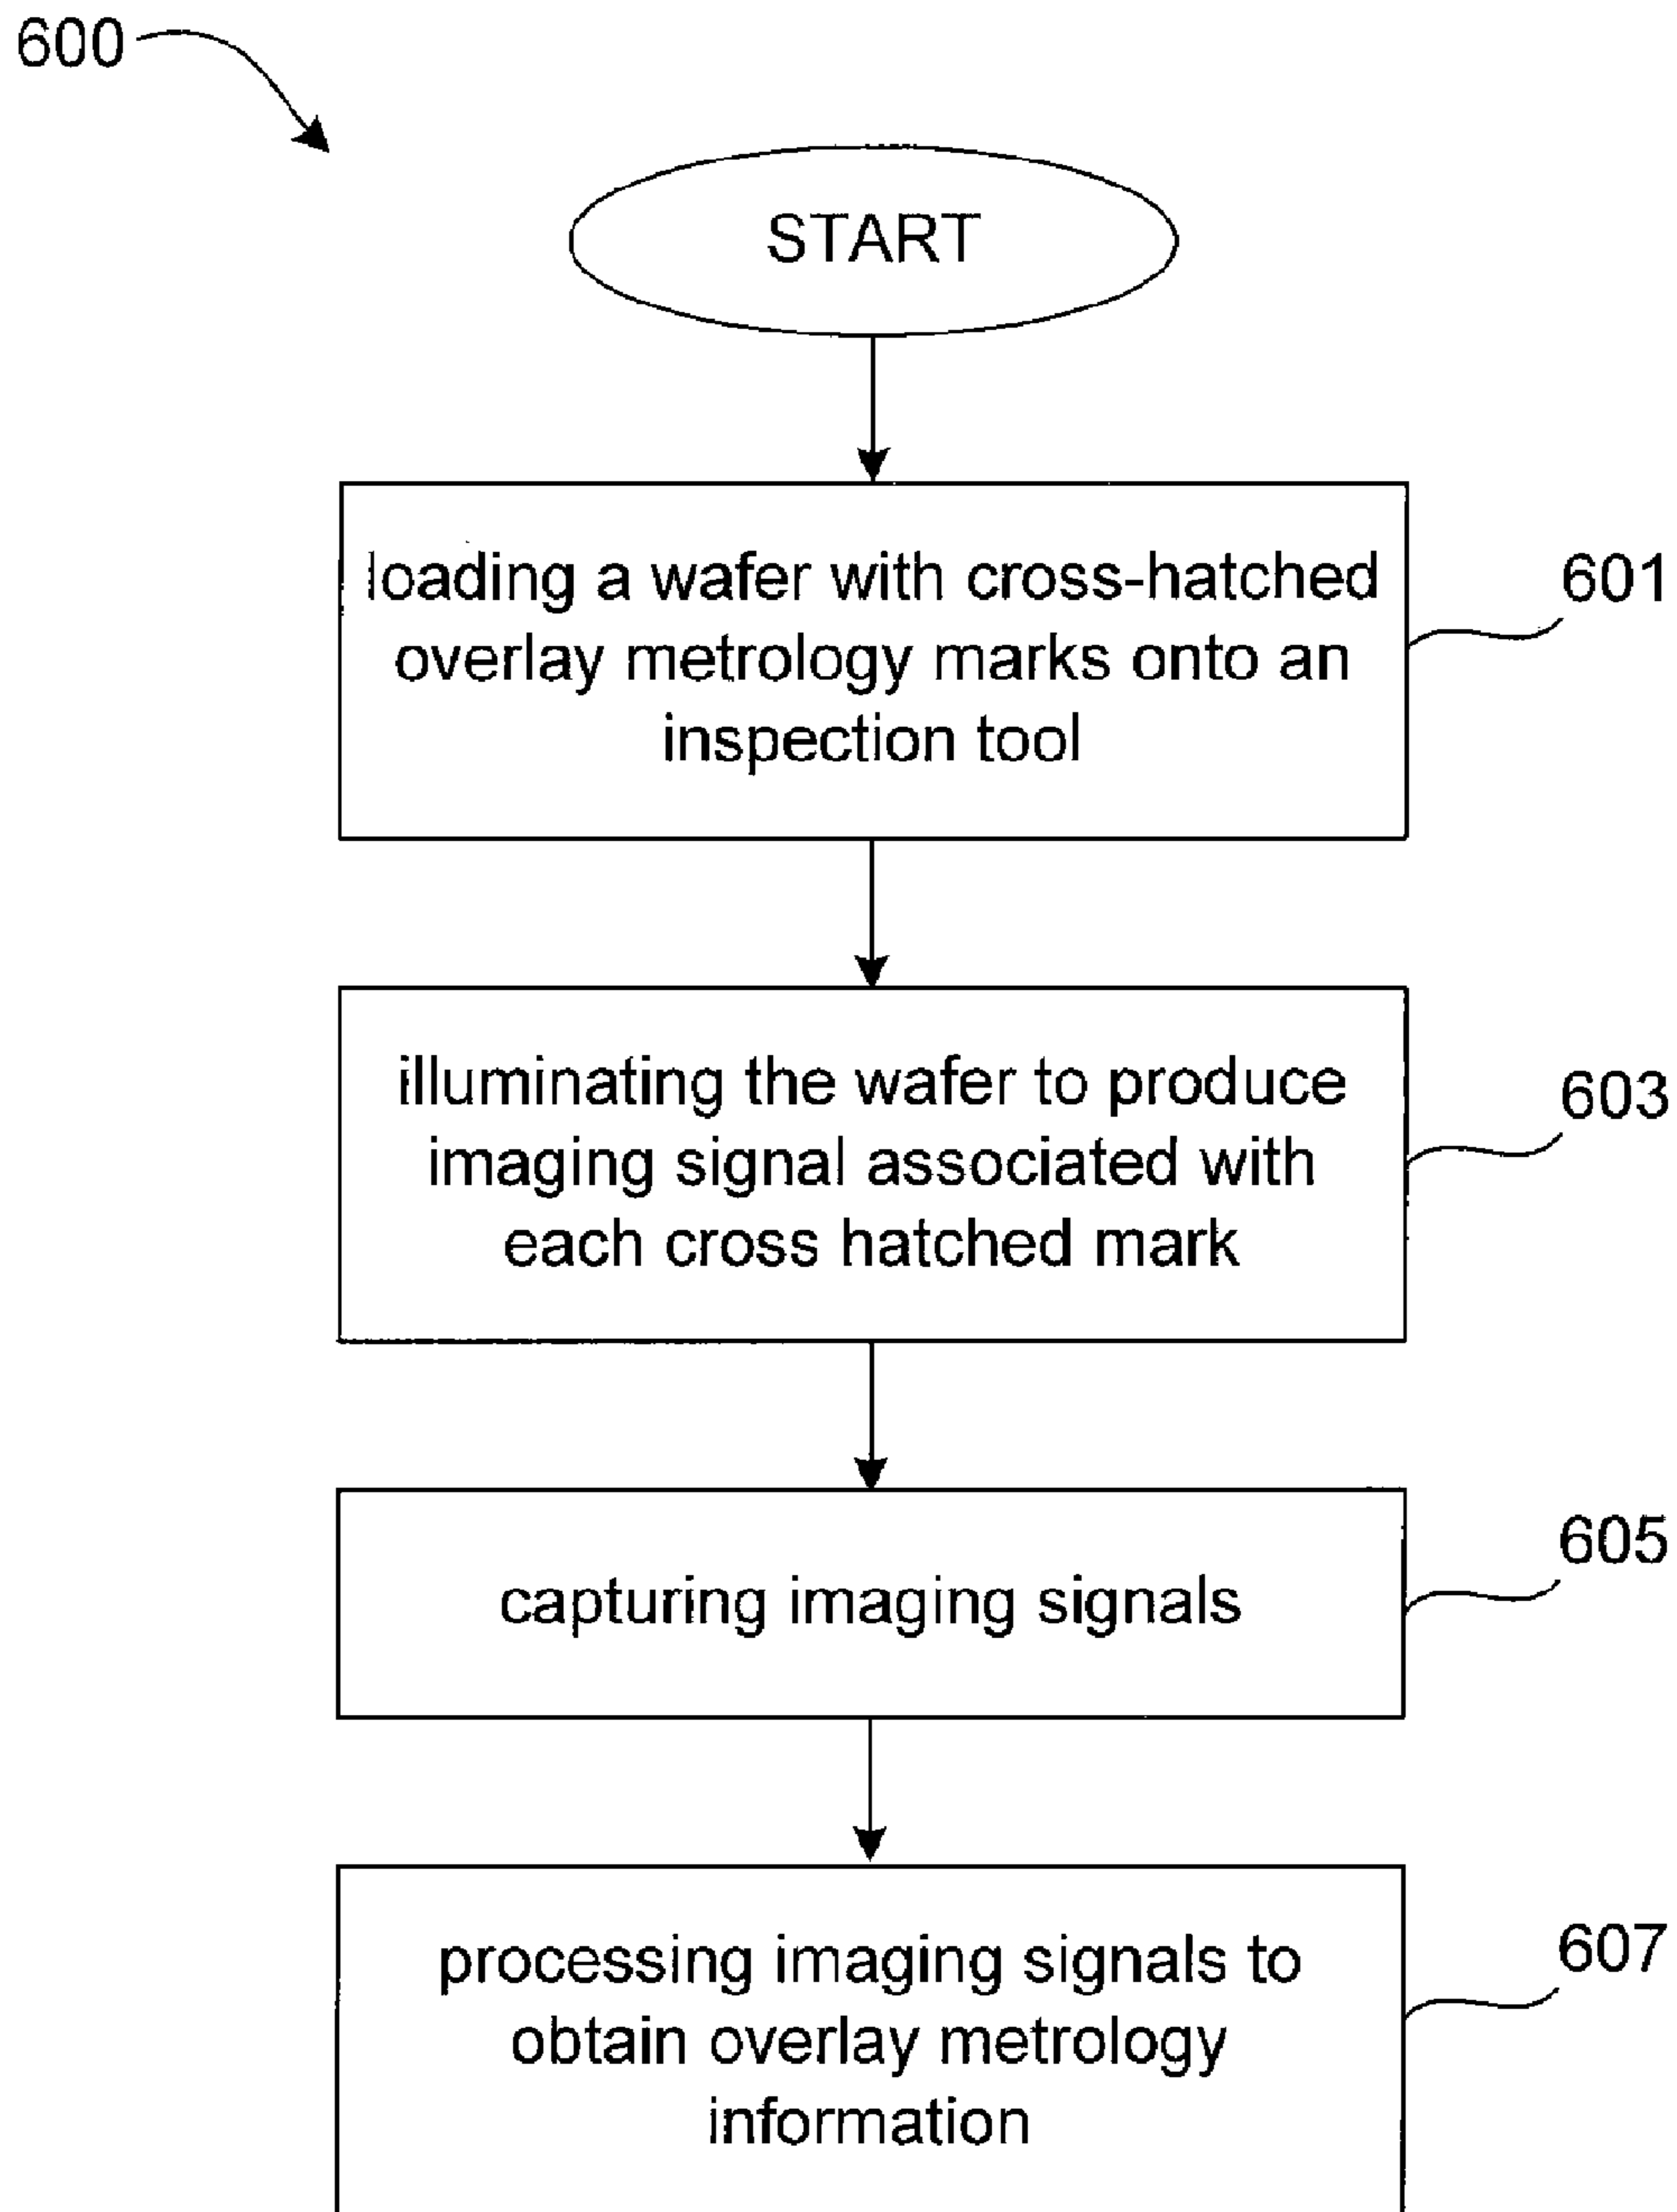 600
START
loading a wafer with cross-hatched
overlay metrology marks onto an
inspection tool
601
illuminating the wafer to produce
imaging signal associated with
each cross hatched mark
603
capturing imaging signals
605
processing imaging signals to
obtain overlay metrology
information
607